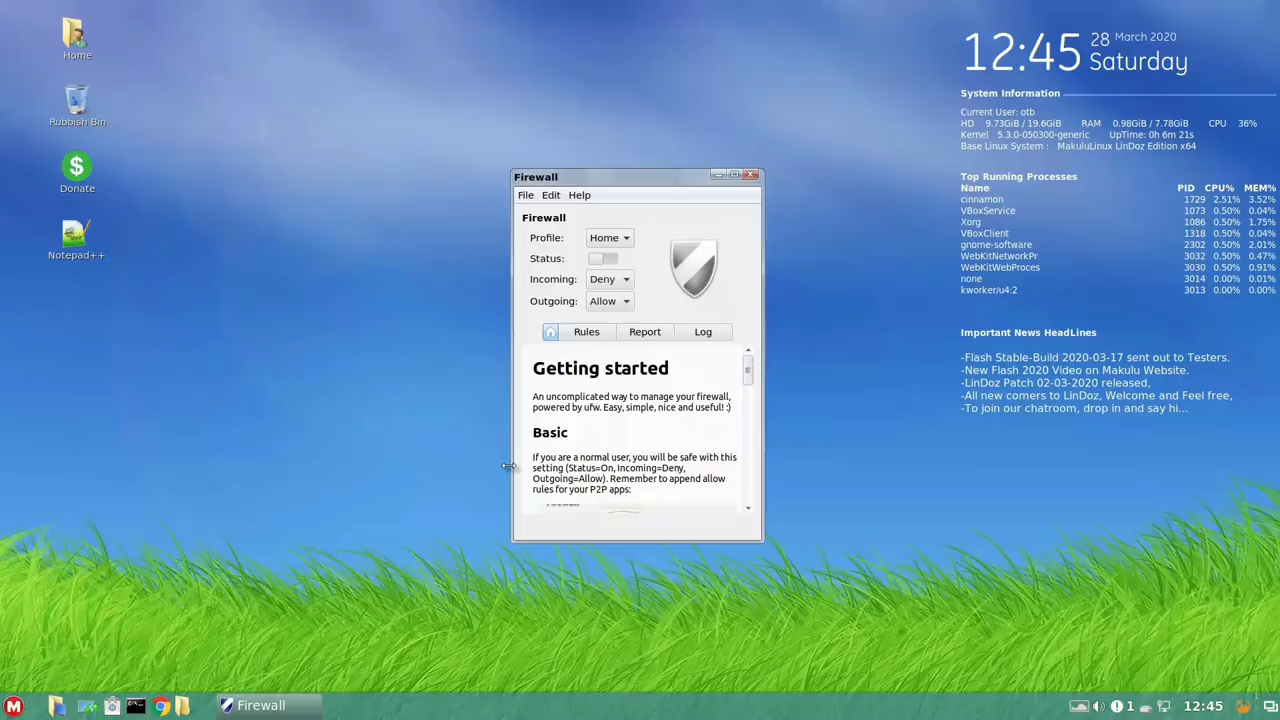 Home
Rubbish Bin
Donate
Notepad++
12:45
28 March 2020
Saturday
System Information
Current User: otb
HD 9.73GiB / 19.6GiB RAM 0.98GiB / 7.78GiB CPU 36%
Kernel 5.3.0-050300-generic UpTime: 0h 6m 21s
Base Linux System : MakuluLinux LinDoz Edition x64
Top Running Processes
Name PID CPU% MEM%
cinnamon 1729 2.51% 3.52%
VBoxService 1073 0.50% 0.04%
Xorg 1086 0.50% 1.75%
VBoxClient 1318 0.50% 0.04%
gnome-software 2302 0.50% 2.01%
WebKitNetworkPr 3032 0.50% 0.47%
WebKitWebProces 3030 0.50% 0.91%
none 3014 0.00% 0.01%
kworker/u4:2 3013 0.00% 0.00%
Important News HeadLines
-Flash Stable-Build 2020-03-17 sent out to Testers.
-New Flash 2020 Video on Makulu Website.
-LinDoz Patch 02-03-2020 released,
-All new comers to LinDoz, Welcome and Feel free,
-To join our chatroom, drop in and say hi...
Firewall
File Edit Help
Firewall
Profile: Home
Status:
Incoming: Deny
Outgoing: Allow
Rules Report Log
Getting started
An uncomplicated way to manage your firewall,
powered by ufw. Easy, simple, nice and useful! :)
Basic
If you are a normal user, you will be safe with this
setting (Status=On, Incoming=Deny,
Outgoing=Allow). Remember to append allow
rules for your P2P apps:
M
Firewall
1
12:45
1